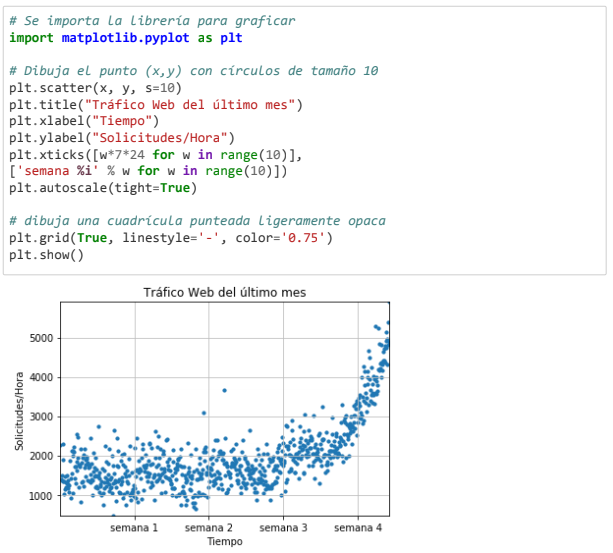 # Se importa la librería para graficar
import matplotlib.pyplot as plt
# Dibuja el punto (x,y) con círculos de tamaño 10
plt.scatter(x, y, s=10)
plt.title("Tráfico Web del último mes")
plt.xlabel("Tiempo")
plt.ylabel("Solicitudes/Hora")
plt.xticks([w*7*24 for w in range(10)],
['semana %i' % w for w in range(10)])
plt.autoscale(tight=True)
# dibuja una cuadrícula punteada ligeramente opaca
plt.grid(True, linestyle='-', color='0.75')
plt.show()
Tráfico Web del último mes
Solicitudes/Hora
5000
4000
3000
2000
1000
semana 1 semana 2 semana 3 semana 4
Tiempo